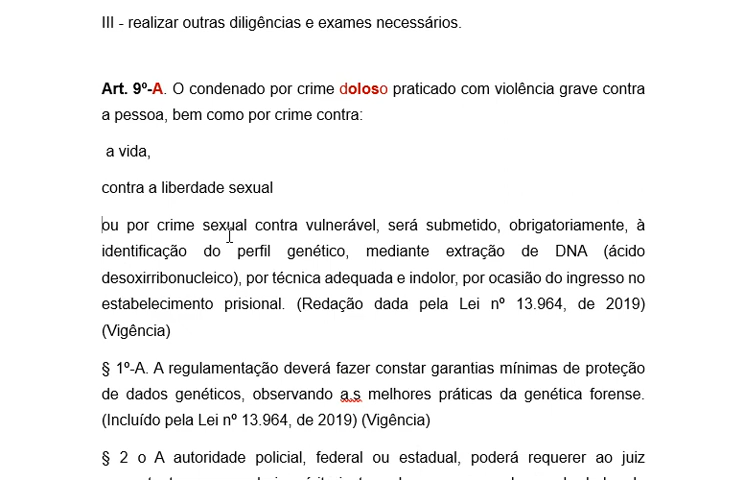 III - realizar outras diligências e exames necessários.
Art. 9º-A. O condenado por crime doloso praticado com violência grave contra
a pessoa, bem como por crime contra:
a vida,
contra a liberdade sexual
ou por crime sexual contra vulnerável, será submetido, obrigatoriamente, à
identificação do perfil genético, mediante extração de DNA (ácido
desoxirribonucleico), por técnica adequada e indolor, por ocasião do ingresso no
estabelecimento prisional. (Redação dada pela Lei nº 13.964, de 2019)
(Vigência)
§ 1º-A. A regulamentação deverá fazer constar garantias mínimas de proteção
de dados genéticos, observando a.s melhores práticas da genética forense.
(Incluído pela Lei nº 13.964, de 2019) (Vigência)
§ 2 o A autoridade policial, federal ou estadual, poderá requerer ao juiz